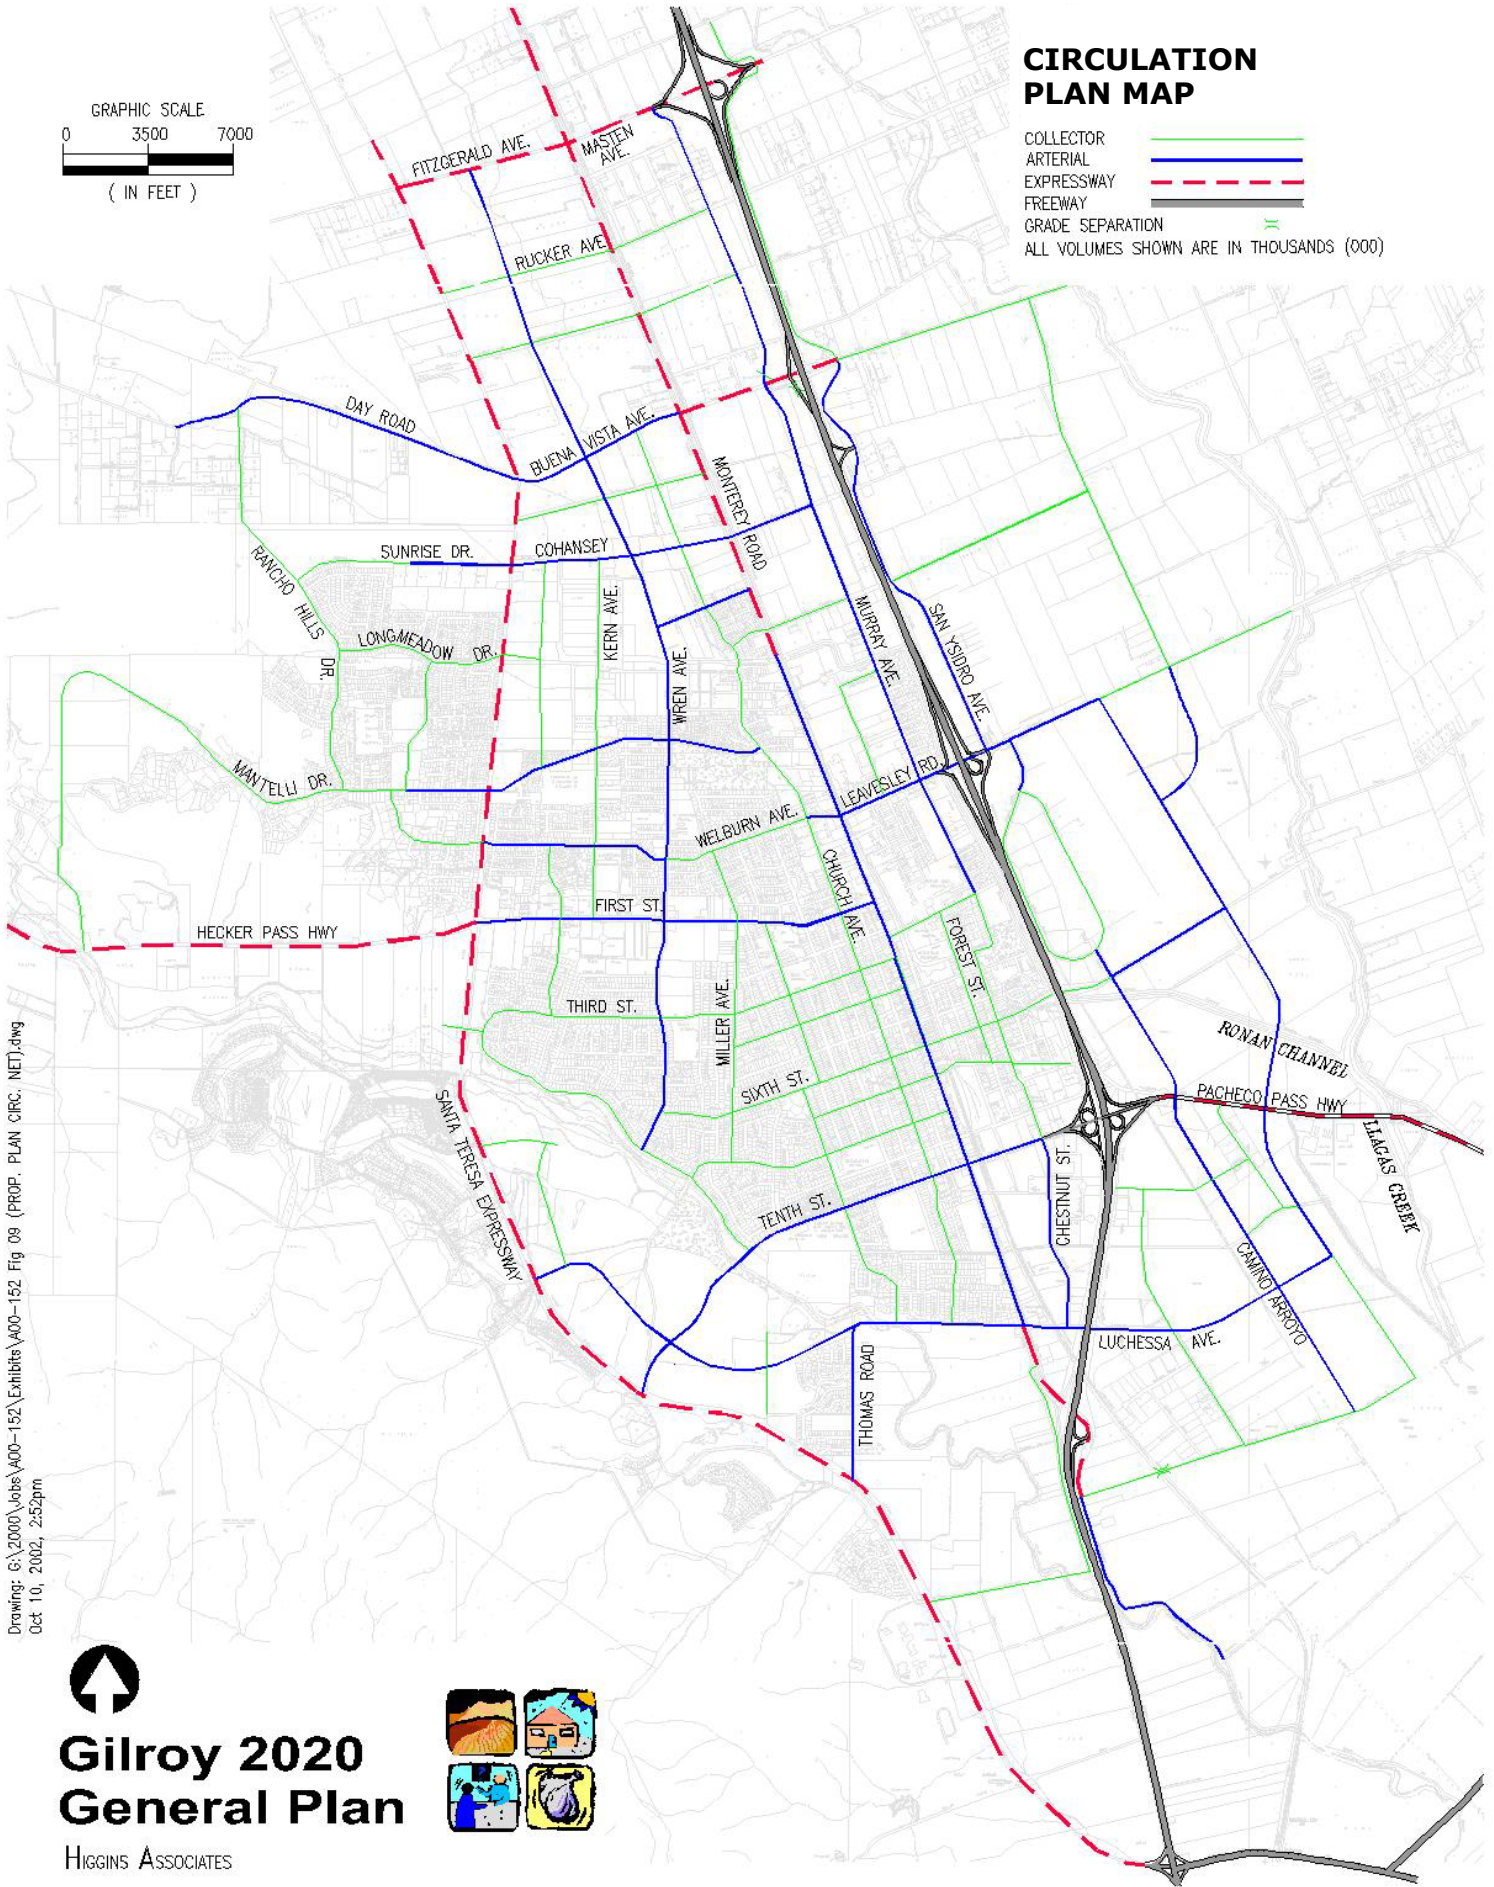 CIRCULATION
PLAN MAP
GRAPHIC SCALE
0 3500 7000
( IN FEET )
COLLECTOR
ARTERIAL
EXPRESSWAY
FREEWAY
GRADE SEPARATION
ALL VOLUMES SHOWN ARE IN THOUSANDS (000)
FITZGERALD AVE.
MASTEN
AVE.
RUCKER AVE.
DAY ROAD
BUENA VISTA AVE.
MONTEREY ROAD
SUNRISE DR.
COHANSEY
RANCHO HILLS DR.
LONGMEADOW DR.
KERN AVE.
WREN AVE.
MURRAY AVE.
SAN YSIDRO AVE.
MANTELLI DR.
LEAVESLEY RD.
WELBURN AVE.
CHURCH AVE.
FIRST ST.
HECKER PASS HWY
FOREST ST.
THIRD ST.
MILLER AVE.
RONAN CHANNEL
SIXTH ST.
PACHECO PASS HWY
LLAGAS CREEK
SANTA TERESA EXPRESSWAY
TENTH ST.
CHESTNUT ST.
CAMINO ARROYO
LUCHESSA AVE.
THOMAS ROAD
Drawing: G:\2000\Jobs\A00-152\Exhibits\A00-152 Fig 09 (PROP. PLAN CIRC. NET).dwg
Oct 10, 2002, 2:52pm
Gilroy 2020
General Plan
HIGGINS ASSOCIATES